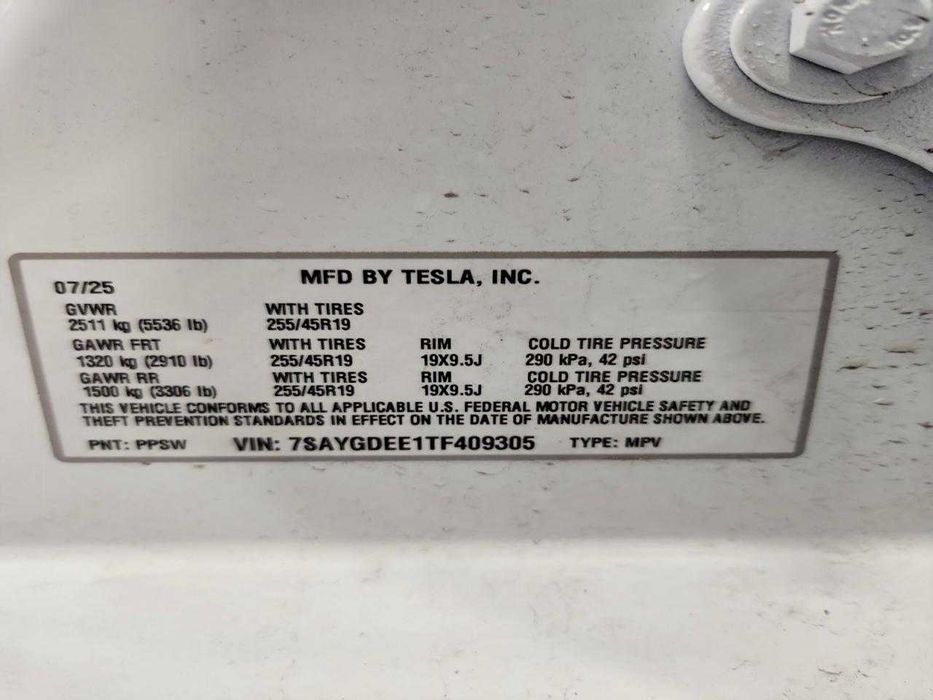 07/25 MFD BY TESLA, INC.
GVWR WITH TIRES
2511 kg (5536 lb) 255/45R19
GAWR FRT WITH TIRES RIM COLD TIRE PRESSURE
1320 kg (2910 lb) 255/45R19 19X9.5J 290 kPa, 42 psi
GAWR RR WITH TIRES RIM COLD TIRE PRESSURE
1500 kg (3306 lb) 255/45R19 19X9.5J 290 kPa, 42 psi
THIS VEHICLE CONFORMS TO ALL APPLICABLE U.S. FEDERAL MOTOR VEHICLE SAFETY AND
THEFT PREVENTION STANDARDS IN EFFECT ON THE DATE OF MANUFACTURE SHOWN ABOVE.
PNT: PPSW VIN: 7SAYGDEE1TF409305 TYPE: MPV